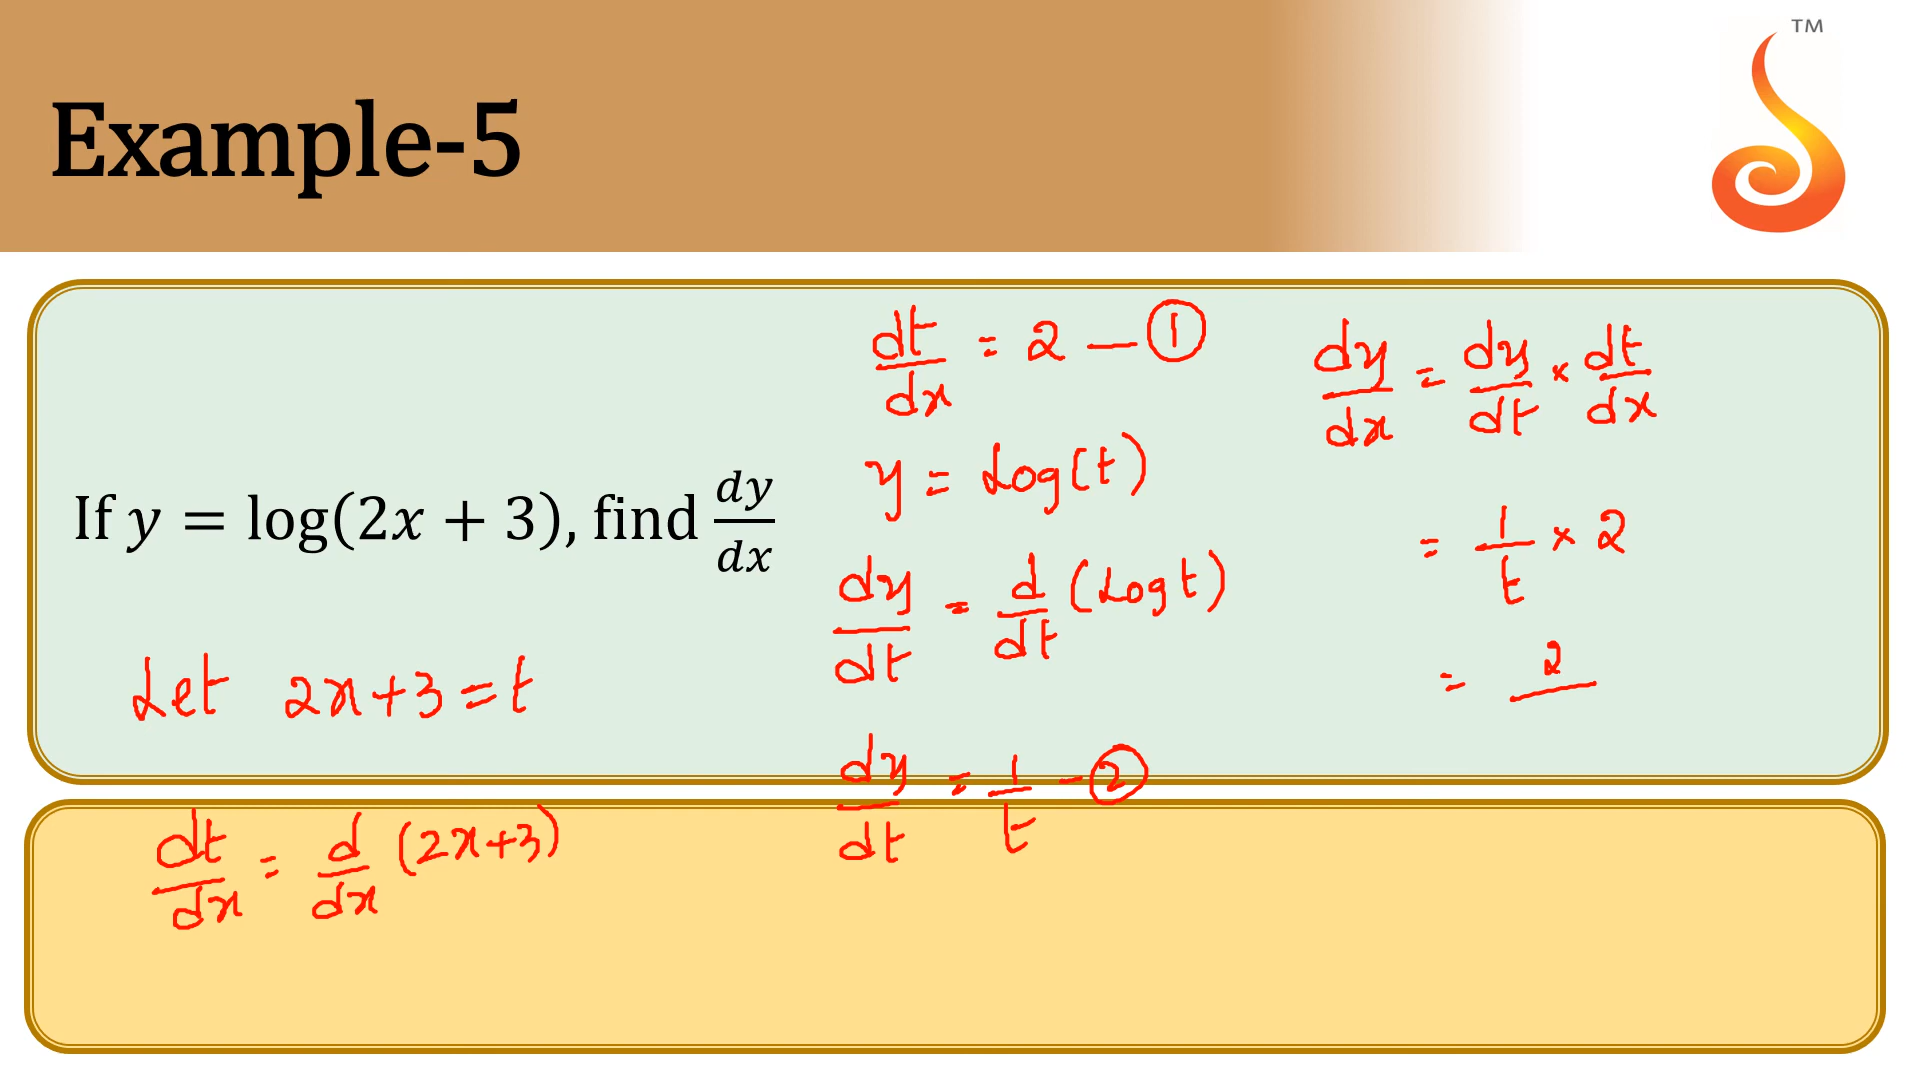 TM
Example-5
If y = log(2x + 3), find dy/dx
Let 2x+3=t
dt/dx = d/dx (2x+3)
dt/dx = 2 — ①
y = Log(t)
dy/dt = d/dt (Log t)
dy/dt = 1/t - ②
dy/dx = dy/dt × dt/dx
= 1/t × 2
= 2/